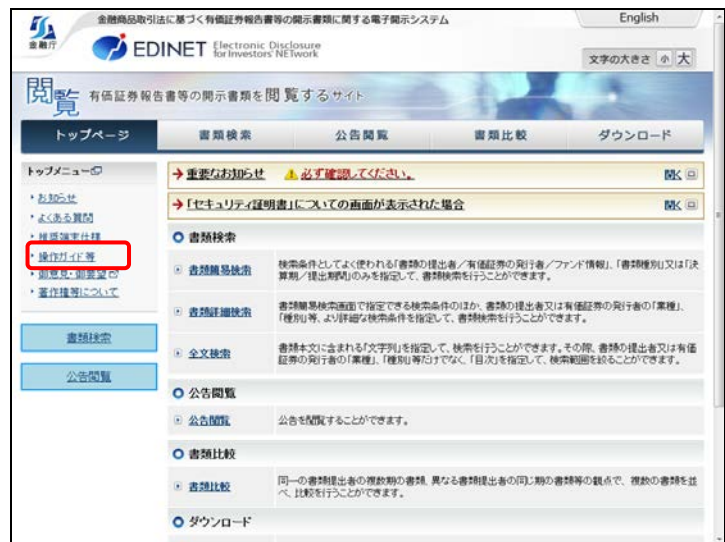 金融商品取引法に基づく有価証券報告書等の開示書類に関する電子開示システム
English
金融庁
EDINET Electronic Disclosure
for Investors' NETwork
文字の大きさ 小 大
閲覧 有価証券報告書等の開示書類を閲覧するサイト
トップページ
書類検索
公告閲覧
書類比較
ダウンロード
トップメニュー
お知らせ
よくある質問
推奨端末仕様
操作ガイド等
御意見・御要望
著作権等について
書類検索
公告閲覧
重要なお知らせ 必ず確認してください。
開く
「セキュリティ証明書」についての画面が表示された場合
開く
書類検索
書類簡易検索
検索条件としてよく使われる「書類の提出者/有価証券の発行者/ファンド情報」、「書類種別」又は「決
算期/提出期間」のみを指定して、書類検索を行うことができます。
書類詳細検索
書類簡易検索画面で指定できる検索条件のほか、書類の提出者又は有価証券の発行者の「業種」、
「種別」等、より詳細な検索条件を指定して、書類検索を行うことができます。
全文検索
書類本文に含まれる「文字列」を指定して、検索を行うことができます。その際、書類の提出者又は有価
証券の発行者の「業種」、「種別」等だけでなく、「目次」を指定して、検索範囲を絞ることができます。
公告閲覧
公告閲覧
公告を閲覧することができます。
書類比較
書類比較
同一の書類提出者の複数期の書類、異なる書類提出者の同じ期の書類等の観点で、複数の書類を並
べ、比較を行うことができます。
ダウンロード